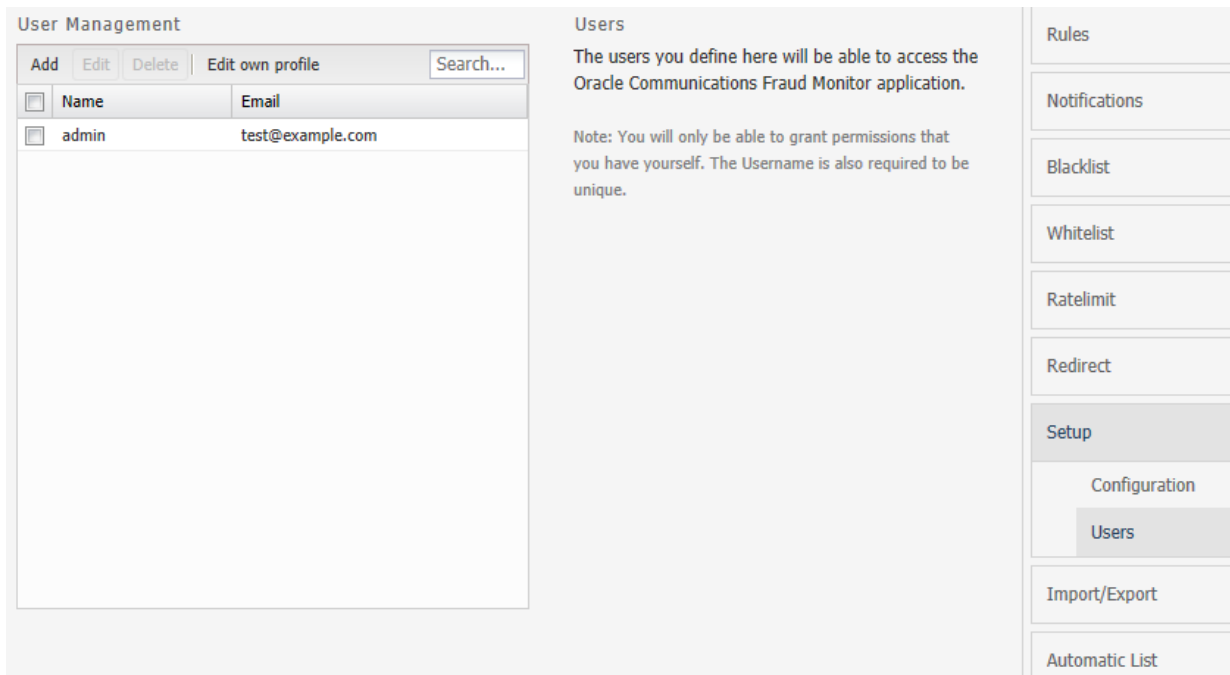 User Management
Add Edit Delete Edit own profile Search...
Name Email
admin test@example.com
Users
The users you define here will be able to access the
Oracle Communications Fraud Monitor application.
Note: You will only be able to grant permissions that
you have yourself. The Username is also required to be
unique.
Rules
Notifications
Blacklist
Whitelist
Ratelimit
Redirect
Setup
Configuration
Users
Import/Export
Automatic List